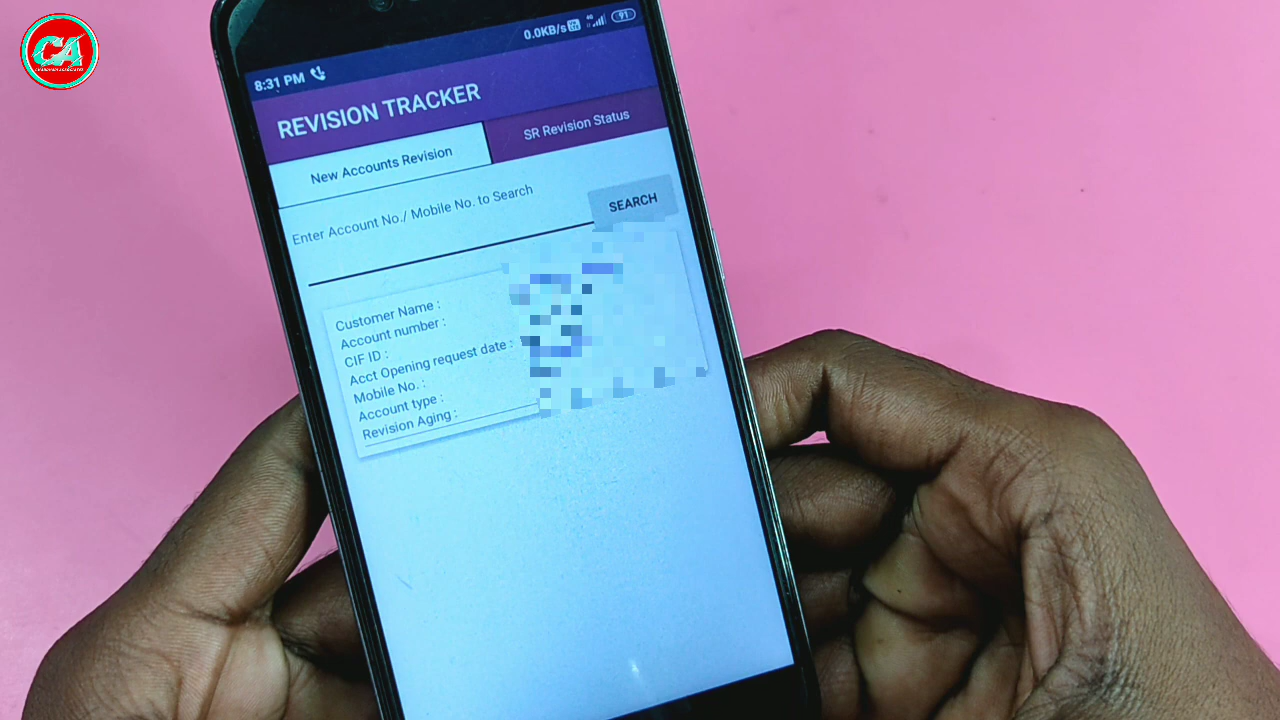 CA
8:31 PM
0.0KB/s
4G
91
REVISION TRACKER
New Accounts Revision
SR Revision Status
Enter Account No./ Mobile No. to Search
SEARCH
Customer Name :
Account number :
CIF ID :
Acct Opening request date :
Mobile No. :
Account type :
Revision Aging :